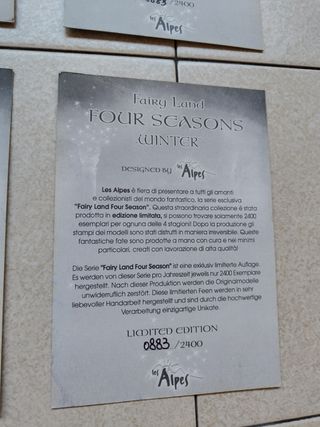 0883/2400
les Alpes
Fairy Land
FOUR SEASONS
WINTER
DESIGNED BY les Alpes
Les Alpes è fiera di presentare a tutti gli amanti
e collezionisti del mondo fantastico, la serie esclusiva
"Fairy Land Four Season". Questa straordinaria collezione è stata
prodotta in edizione limitata, si possono trovare solamente 2400
esemplari per ognuna delle 4 stagioni! Dopo la produzione gli
stampi dei modelli sono stati distrutti in maniera irreversibile. Queste
fantastiche fate sono prodotte a mano con cura e nei minimi
particolari, creati con lavorazione di alta qualità!
Die Serie "Fairy Land Four Season" ist eine exklusiv limitierte Auflage.
Es werden von dieser Serie pro Jahreszeit jeweils nur 2400 Exemplare
hergestellt. Nach dieser Produktion werden die Originalmodelle
unwiderruflich zerstört. Diese limitierten Feen werden in sehr
liebevoller Handarbeit hergestellt und sind durch die hochwertige
Verarbeitung einzigartige Unikate.
LIMITED EDITION
0883/2400
les Alpes